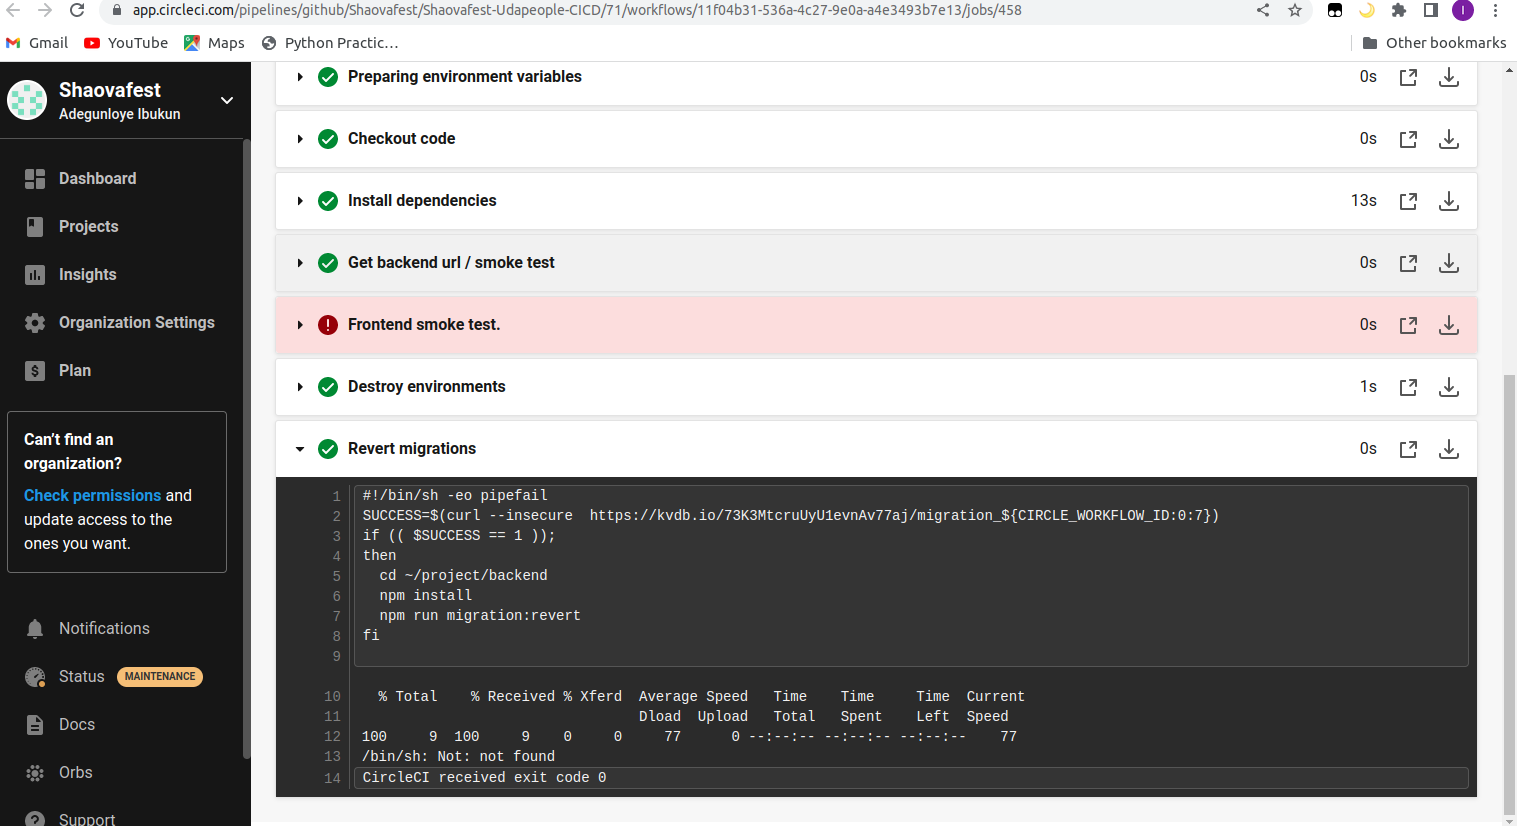 app.circleci.com/pipelines/github/Shaovafest/Shaovafest-Udapeople-CICD/71/workflows/11f04b31-536a-4c27-9e0a-a4e3493b7e13/jobs/458
I
Gmail YouTube Maps Python Practic… Other bookmarks
Shaovafest
Adegunloye Ibukun
Dashboard
Projects
Insights
Organization Settings
Plan
Can't find an
organization?
Check permissions and
update access to the
ones you want.
Notifications
Status MAINTENANCE
Docs
Orbs
Support
Preparing environment variables 0s
Checkout code 0s
Install dependencies 13s
Get backend url / smoke test 0s
Frontend smoke test. 0s
Destroy environments 1s
Revert migrations 0s
1 #!/bin/sh -eo pipefail
2 SUCCESS=$(curl --insecure  https://kvdb.io/73K3MtcruUyU1evnAv77aj/migration_${CIRCLE_WORKFLOW_ID:0:7})
3 if (( $SUCCESS == 1 ));
4 then
5   cd ~/project/backend
6   npm install
7   npm run migration:revert
8 fi
9
10   % Total    % Received % Xferd  Average Speed   Time    Time     Time  Current
11                                  Dload  Upload   Total   Spent    Left  Speed
12 100     9  100     9    0     0     77      0 --:--:-- --:--:-- --:--:--    77
13 /bin/sh: Not: not found
14 CircleCI received exit code 0